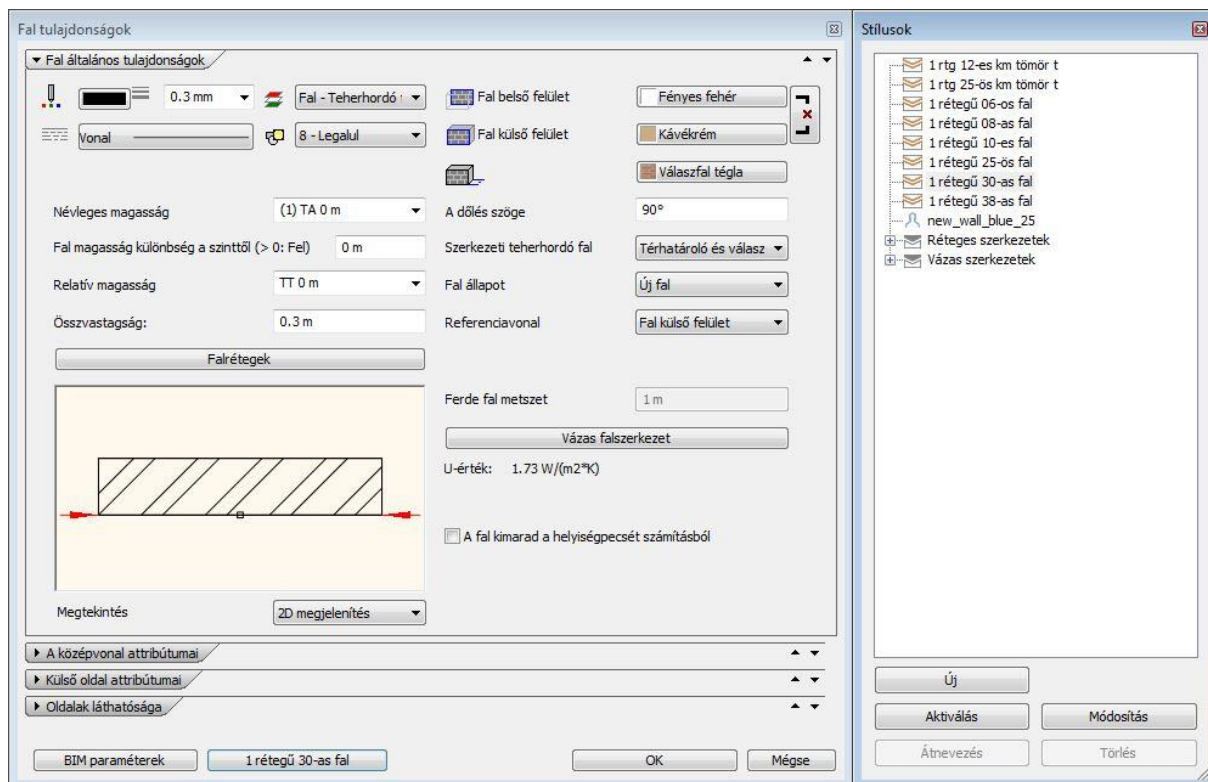 Fal tulajdonságok
Fal általános tulajdonságok
0.3 mm
Fal - Teherhordó
Fal belső felület
Fényes fehér
Vonal
8 - Legalul
Fal külső felület
Kávékrém
Válaszfal tégla
Névleges magasság
(1) TA 0 m
A dőlés szöge
90°
Fal magasság különbség a szinttől (> 0: Fel)
0 m
Szerkezeti teherhordó fal
Térhatároló és válasz
Relatív magasság
TT 0 m
Fal állapot
Új fal
Összvastagság:
0.3 m
Referenciavonal
Fal külső felület
Falrétegek
Ferde fal metszet
1 m
Vázas falszerkezet
U-érték: 1.73 W/(m2*K)
A fal kimarad a helyiségpecsét számításból
Megtekintés
2D megjelenítés
A középvonal attribútumai
Külső oldal attribútumai
Oldalak láthatósága
BIM paraméterek
1 rétegű 30-as fal
OK
Mégse
Stílusok
1 rtg 12-es km tömör t
1 rtg 25-ös km tömör t
1 rétegű 06-os fal
1 rétegű 08-as fal
1 rétegű 10-es fal
1 rétegű 25-ös fal
1 rétegű 30-as fal
1 rétegű 38-as fal
new_wall_blue_25
Réteges szerkezetek
Vázas szerkezetek
Új
Aktiválás
Módosítás
Átnevezés
Törlés